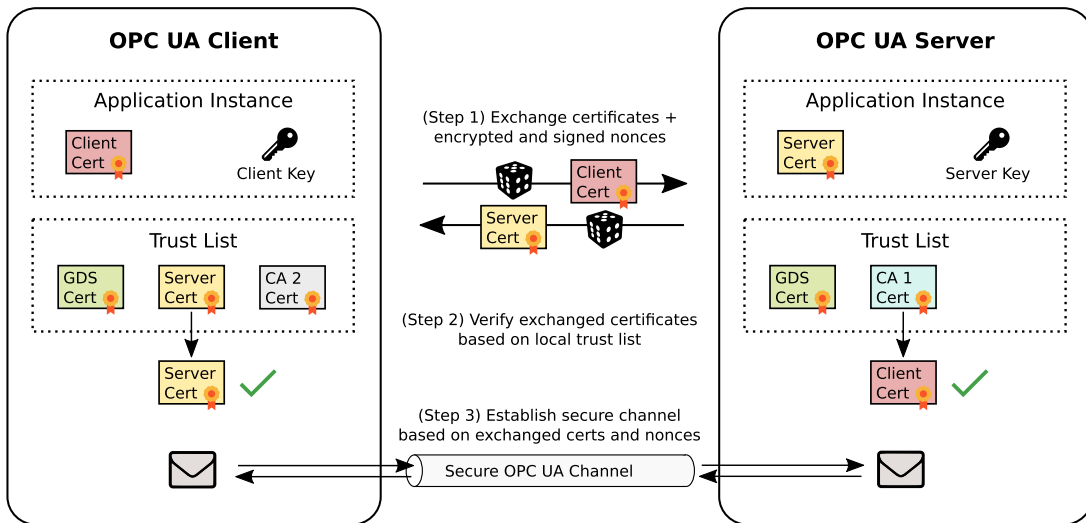 OPC UA Client
Application Instance
Client
Cert
Client Key
Trust List
GDS
Cert
Server
Cert
CA 2
Cert
Server
Cert
(Step 1) Exchange certificates +
encrypted and signed nonces
Client
Cert
Server
Cert
(Step 2) Verify exchanged certificates
based on local trust list
(Step 3) Establish secure channel
based on exchanged certs and nonces
Secure OPC UA Channel
OPC UA Server
Application Instance
Server
Cert
Server Key
Trust List
GDS
Cert
CA 1
Cert
Client
Cert